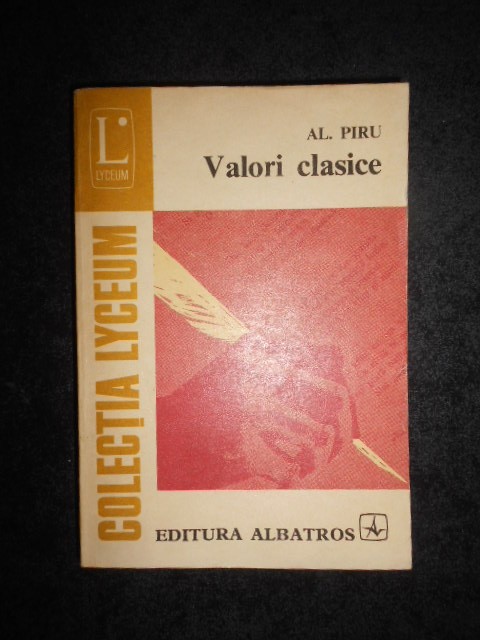 L
LYCEUM
AL. PIRU
Valori clasice
COLECȚIA LYCEUM
EDITURA ALBATROS